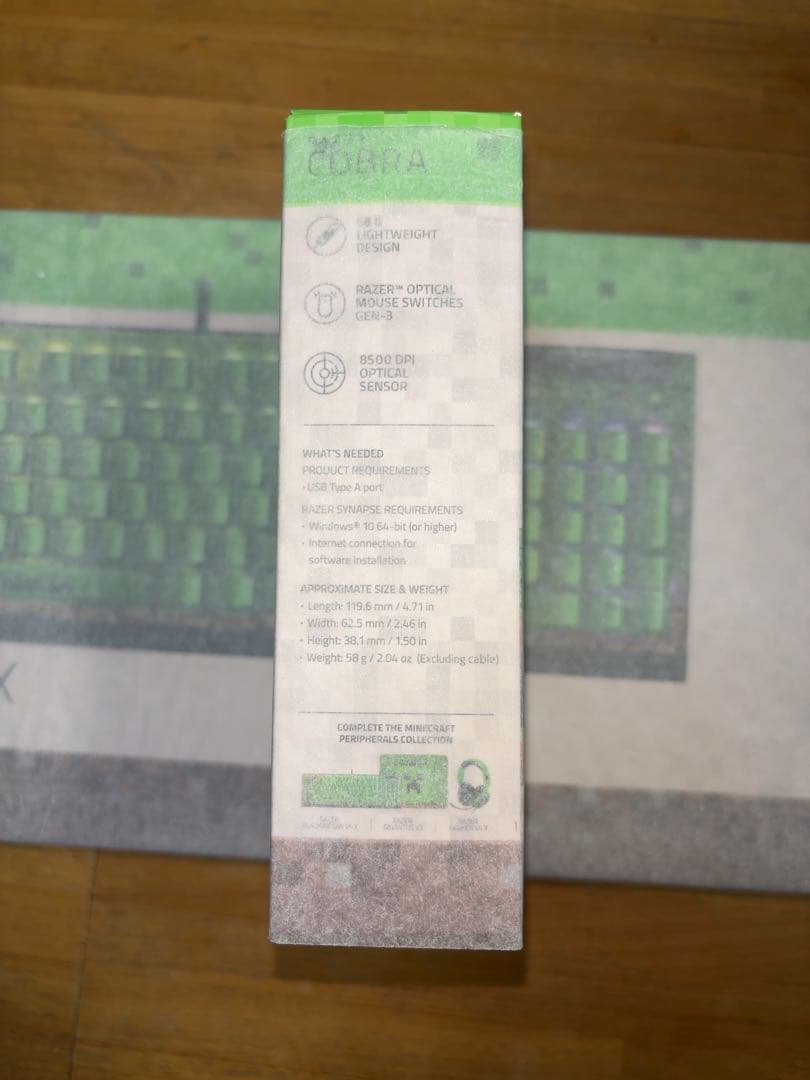 COBRA
58 G
LIGHTWEIGHT
DESIGN
RAZER™ OPTICAL
MOUSE SWITCHES
GEN-3
8500 DPI
OPTICAL
SENSOR
WHAT'S NEEDED
PRODUCT REQUIREMENTS
• USB Type A port
RAZER SYNAPSE REQUIREMENTS
• Windows® 10 64-bit (or higher)
• Internet connection for
software installation
APPROXIMATE SIZE & WEIGHT
• Length: 119.6 mm / 4.71 in
• Width: 62.5 mm / 2.46 in
• Height: 38.1 mm / 1.50 in
• Weight: 58 g / 2.04 oz (Excluding cable)
COMPLETE THE MINECRAFT
PERIPHERALS COLLECTION
X